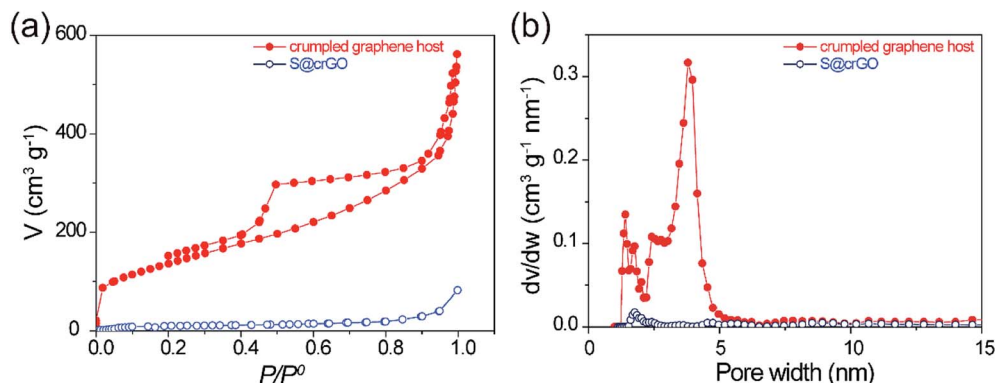 (a)
600
400
200
0
V (cm³ g⁻¹)
crumpled graphene host
S@crGO
0.0 0.2 0.4 0.6 0.8 1.0
P/P⁰
(b)
0.3
0.2
0.1
0.0
dv/dw (cm³ g⁻¹ nm⁻¹)
crumpled graphene host
S@crGO
0 5 10 15
Pore width (nm)